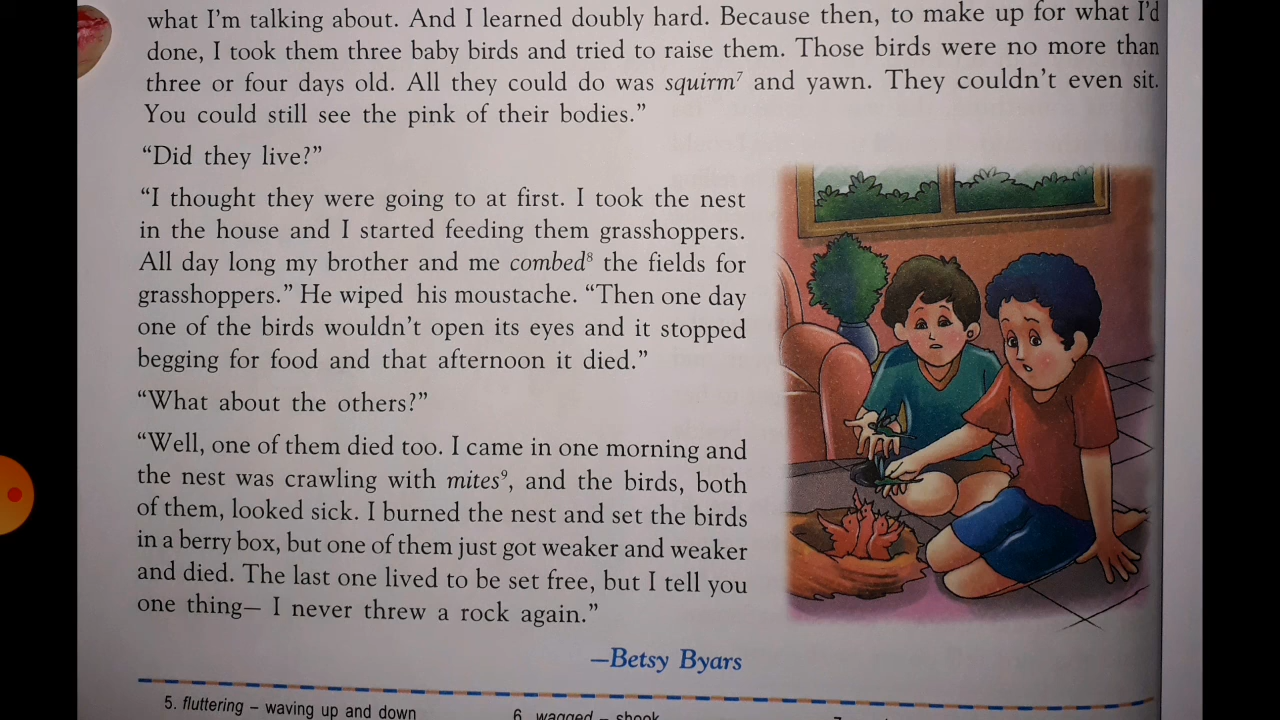 what I'm talking about. And I learned doubly hard. Because then, to make up for what I'd
done, I took them three baby birds and tried to raise them. Those birds were no more than
three or four days old. All they could do was squirm⁷ and yawn. They couldn't even sit.
You could still see the pink of their bodies."
"Did they live?"
"I thought they were going to at first. I took the nest
in the house and I started feeding them grasshoppers.
All day long my brother and me combed⁸ the fields for
grasshoppers." He wiped his moustache. "Then one day
one of the birds wouldn't open its eyes and it stopped
begging for food and that afternoon it died."
"What about the others?"
"Well, one of them died too. I came in one morning and
the nest was crawling with mites⁹, and the birds, both
of them, looked sick. I burned the nest and set the birds
in a berry box, but one of them just got weaker and weaker
and died. The last one lived to be set free, but I tell you
one thing— I never threw a rock again."
—Betsy Byars
5. fluttering – waving up and down 6. wagged – shook